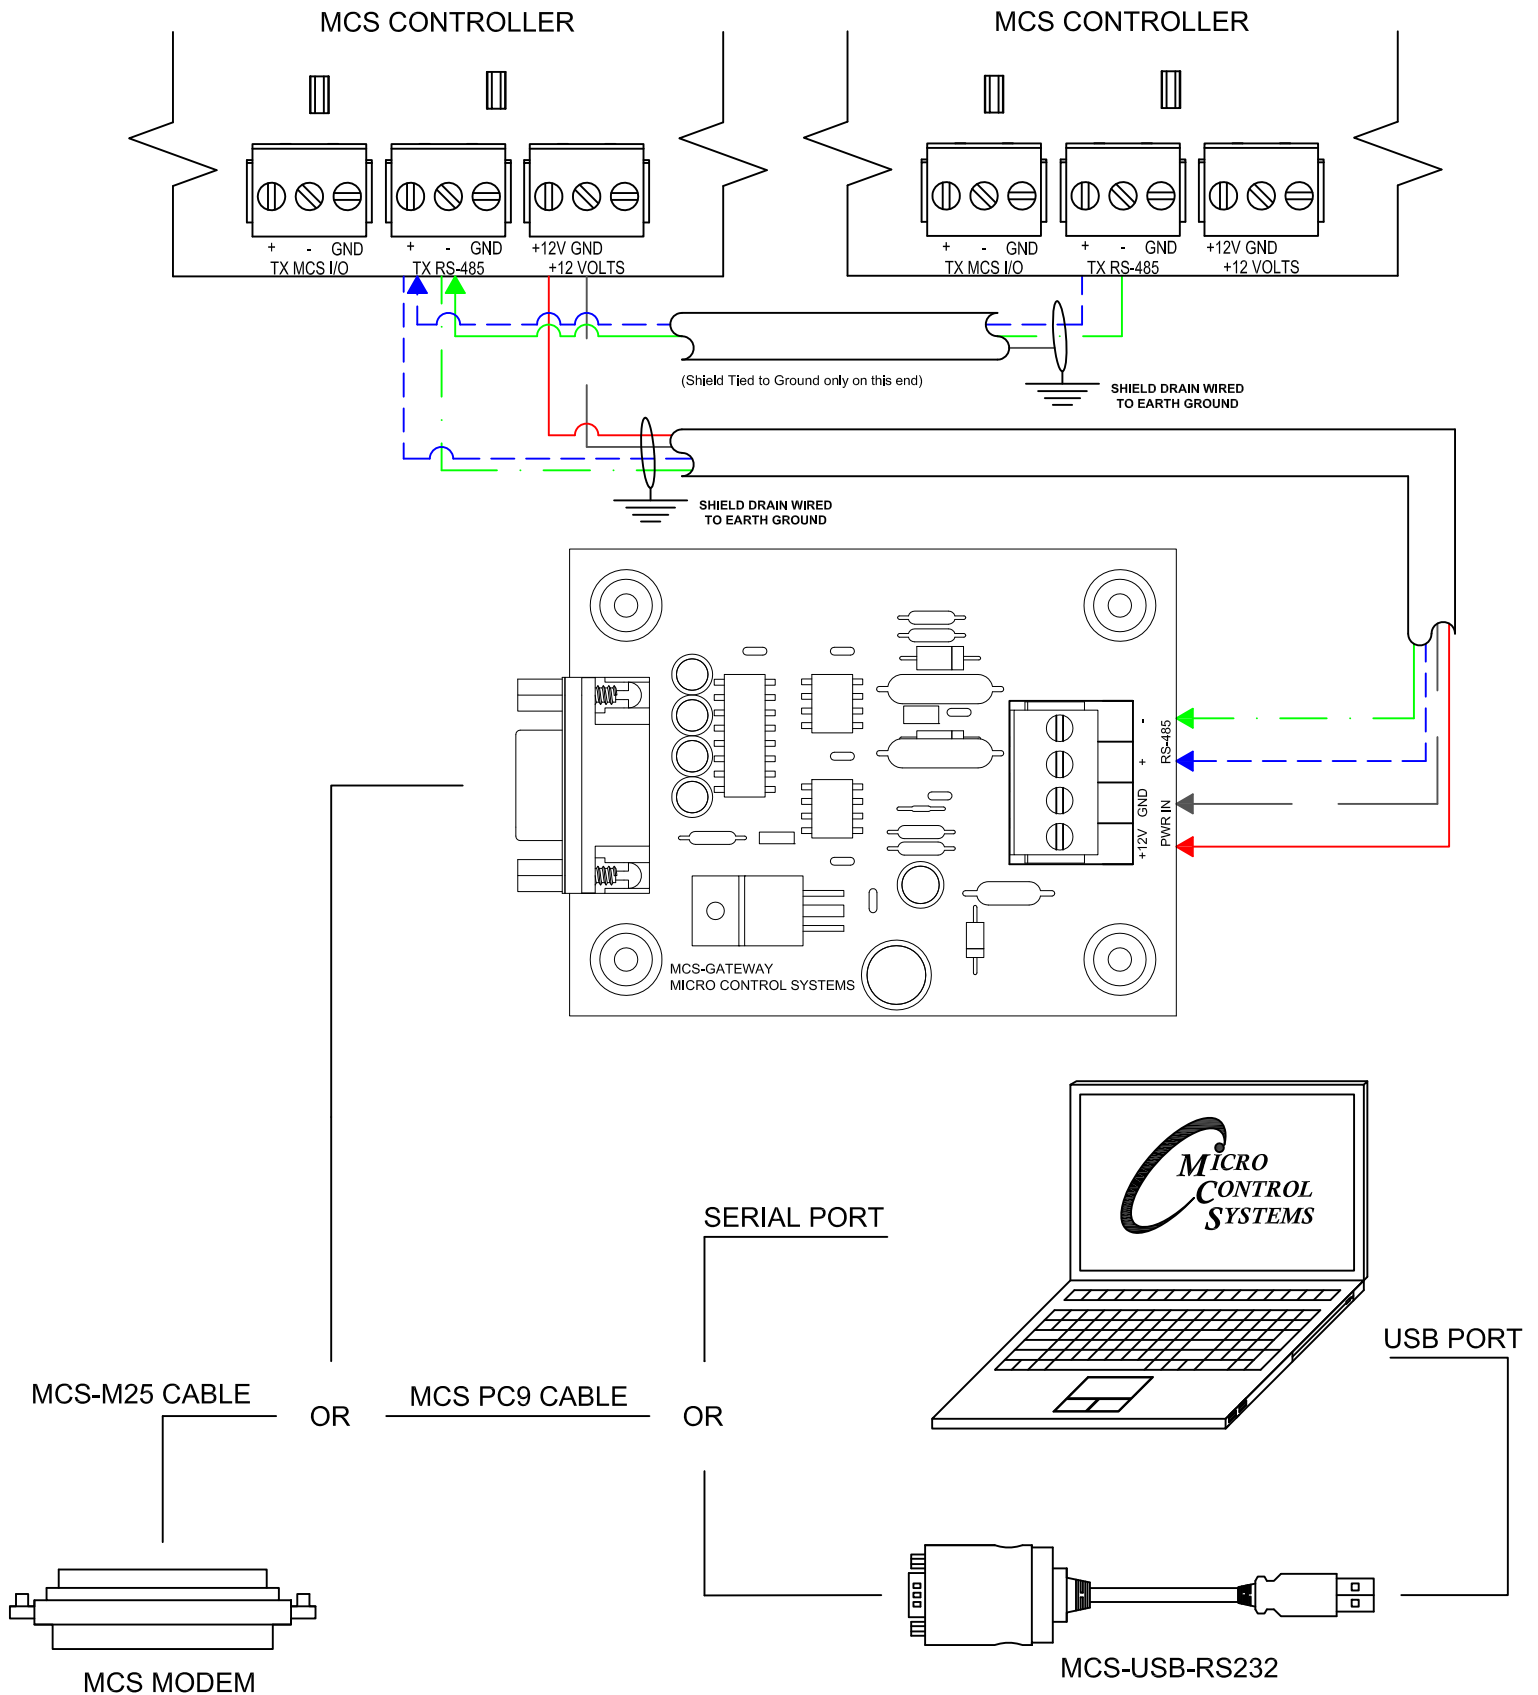 MCS CONTROLLER
MCS CONTROLLER
+ - GND
TX MCS I/O
+ - GND
TX RS-485
+12V GND
+12 VOLTS
+ - GND
TX MCS I/O
+ - GND
TX RS-485
+12V GND
+12 VOLTS
(Shield Tied to Ground only on this end)
SHIELD DRAIN WIRED
TO EARTH GROUND
SHIELD DRAIN WIRED
TO EARTH GROUND
- + GND +12V
RS-485
PWR IN
MCS-GATEWAY
MICRO CONTROL SYSTEMS
MICRO
CONTROL
SYSTEMS
SERIAL PORT
USB PORT
MCS-M25 CABLE
OR
MCS PC9 CABLE
OR
MCS MODEM
MCS-USB-RS232